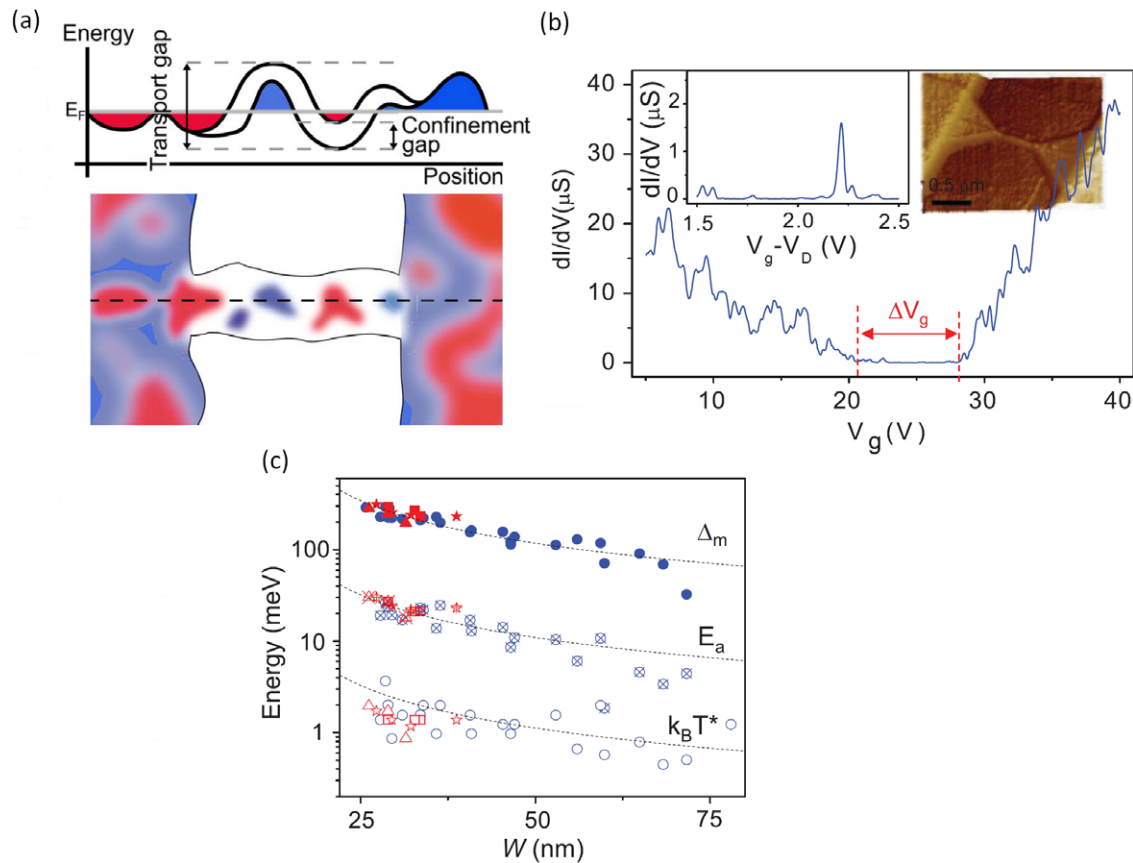 (a)
Energy
Transport gap
E_F
Confinement
gap
Position
(b)
dI/dV(μS)
40
30
20
10
0
10
20
30
40
V_g (V)
dI/dV (μS)
2
1
0
1.5
2.0
2.5
V_g-V_D (V)
0.5 μm
ΔV_g
(c)
Energy (meV)
100
10
1
25
50
75
W (nm)
Δ_m
E_a
k_BT*